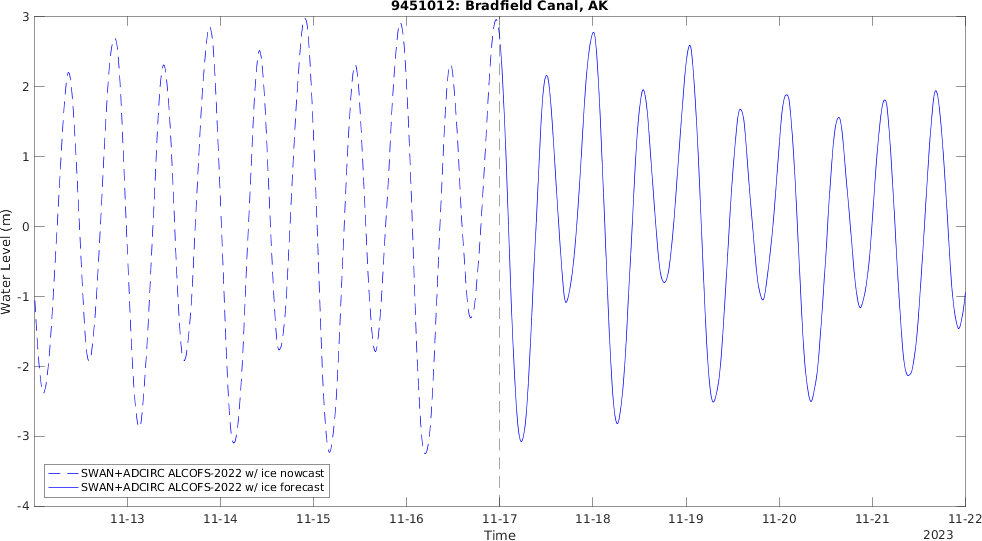 9451012: Bradfield Canal, AK
3
2
1
0
-1
-2
-3
-4
Water Level (m)
SWAN+ADCIRC ALCOFS-2022 w/ ice nowcast
SWAN+ADCIRC ALCOFS-2022 w/ ice forecast
11-13 11-14 11-15 11-16 11-17 11-18 11-19 11-20 11-21 11-22
Time
2023